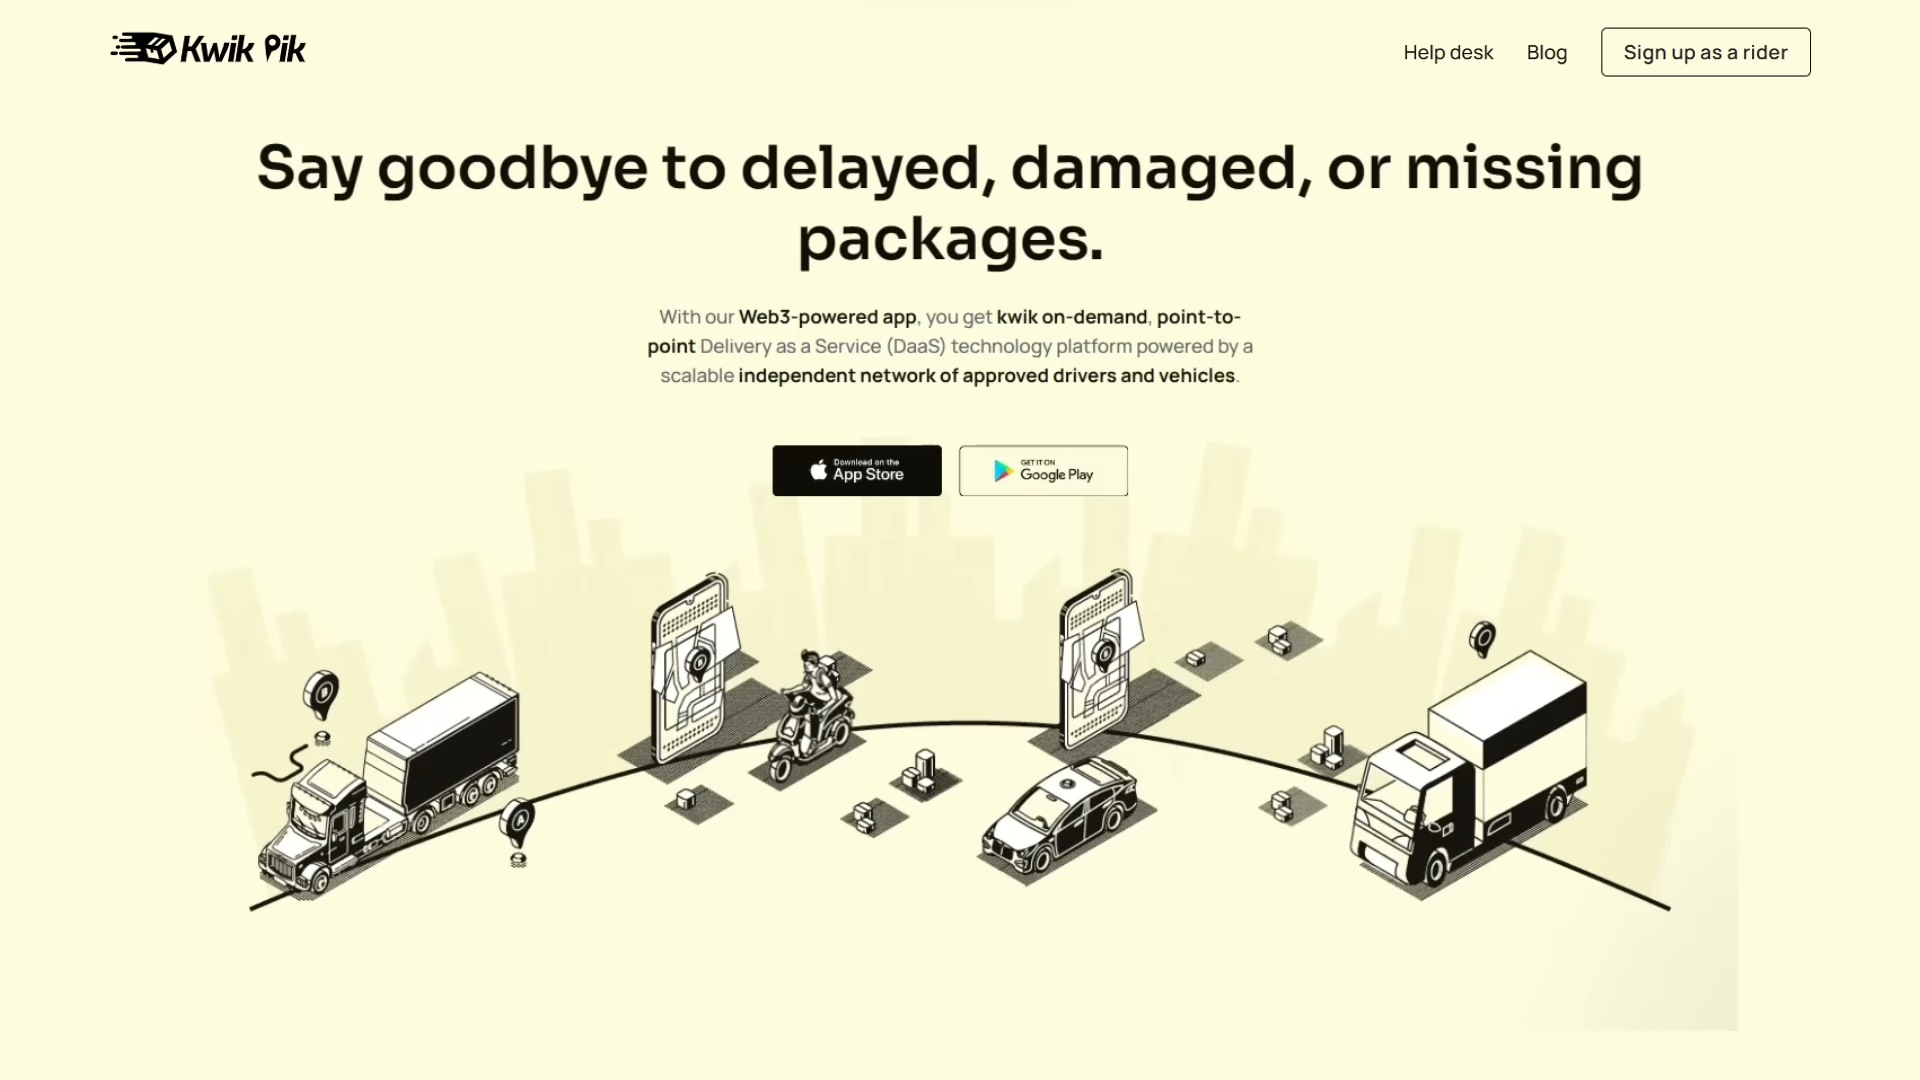 Kwik Pik
Help desk
Blog
Sign up as a rider
Say goodbye to delayed, damaged, or missing
packages.
With our Web3-powered app, you get kwik on-demand, point-to-
point Delivery as a Service (DaaS) technology platform powered by a
scalable independent network of approved drivers and vehicles.
Download on the
App Store
GET IT ON
Google Play
B
A